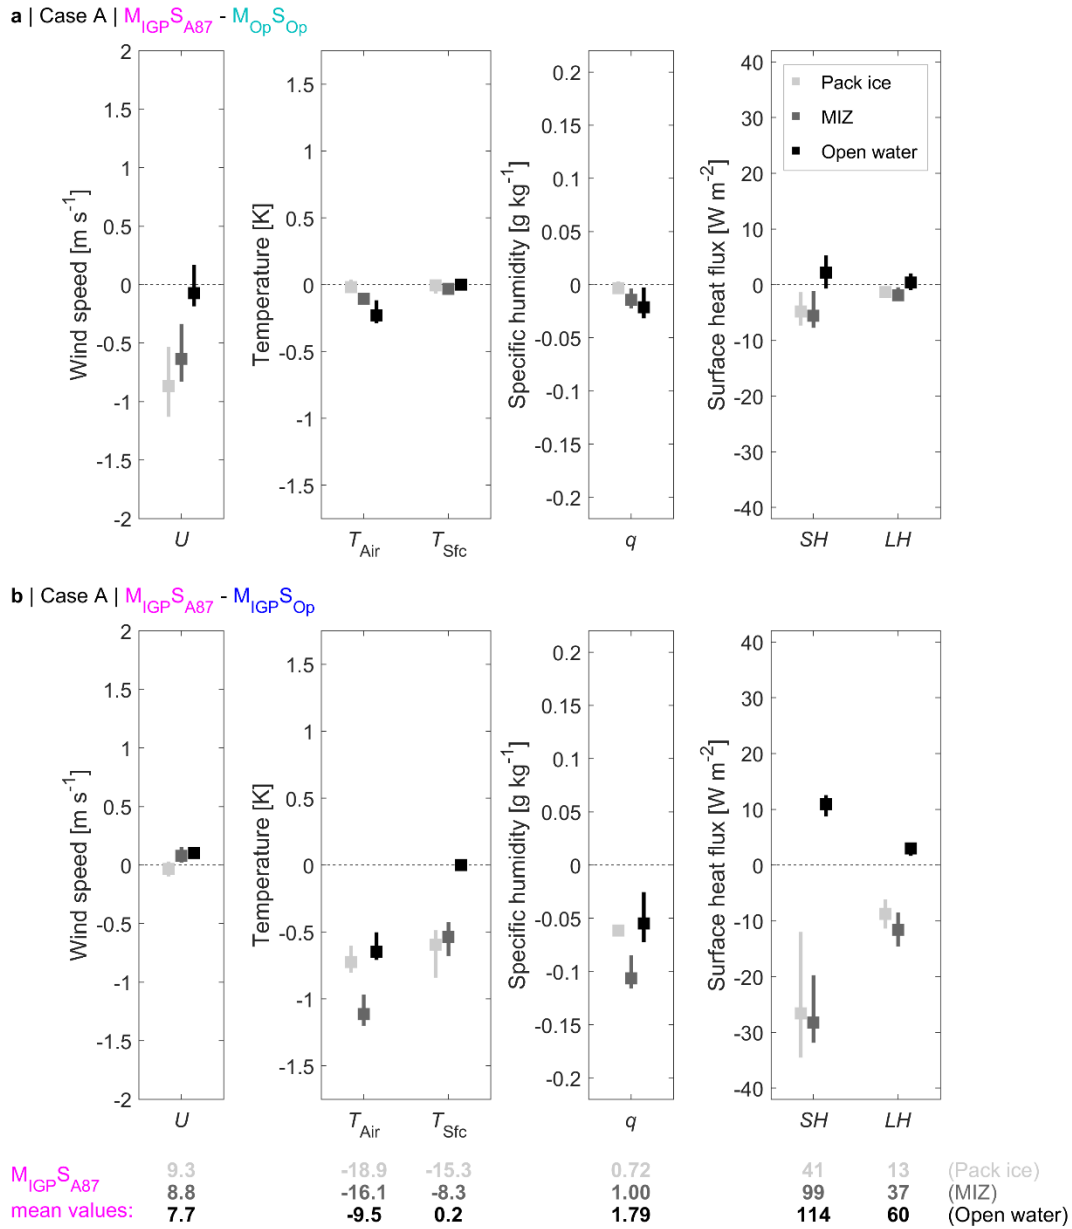 a | Case A | M_IGP S_A87 - M_Op S_Op
2
1.5
1
0.5
0
-0.5
-1
-1.5
-2
Wind speed [m s^-1]
U
1.5
1
0.5
0
-0.5
-1
-1.5
Temperature [K]
T_Air
T_Sfc
0.2
0.15
0.1
0.05
0
-0.05
-0.1
-0.15
-0.2
Specific humidity [g kg^-1]
q
40
30
20
10
0
-10
-20
-30
-40
Surface heat flux [W m^-2]
SH
LH
Pack ice
MIZ
Open water
b | Case A | M_IGP S_A87 - M_IGP S_Op
2
1.5
1
0.5
0
-0.5
-1
-1.5
-2
Wind speed [m s^-1]
U
1.5
1
0.5
0
-0.5
-1
-1.5
Temperature [K]
T_Air
T_Sfc
0.2
0.15
0.1
0.05
0
-0.05
-0.1
-0.15
-0.2
Specific humidity [g kg^-1]
q
40
30
20
10
0
-10
-20
-30
-40
Surface heat flux [W m^-2]
SH
LH
M_IGP S_A87
mean values:
9.3 -18.9 -15.3 0.72 41 13 (Pack ice)
8.8 -16.1 -8.3 1.00 99 37 (MIZ)
7.7 -9.5 0.2 1.79 114 60 (Open water)